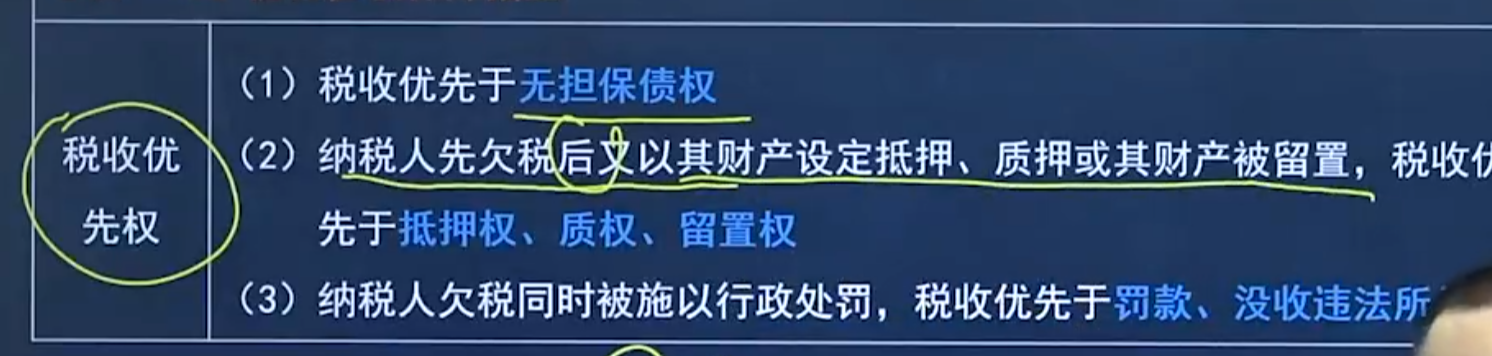 税收优
先权
（1）税收优先于无担保债权
（2）纳税人先欠税后又以其财产设定抵押、质押或其财产被留置，税收优
先于抵押权、质权、留置权
（3）纳税人欠税同时被施以行政处罚，税收优先于罚款、没收违法所